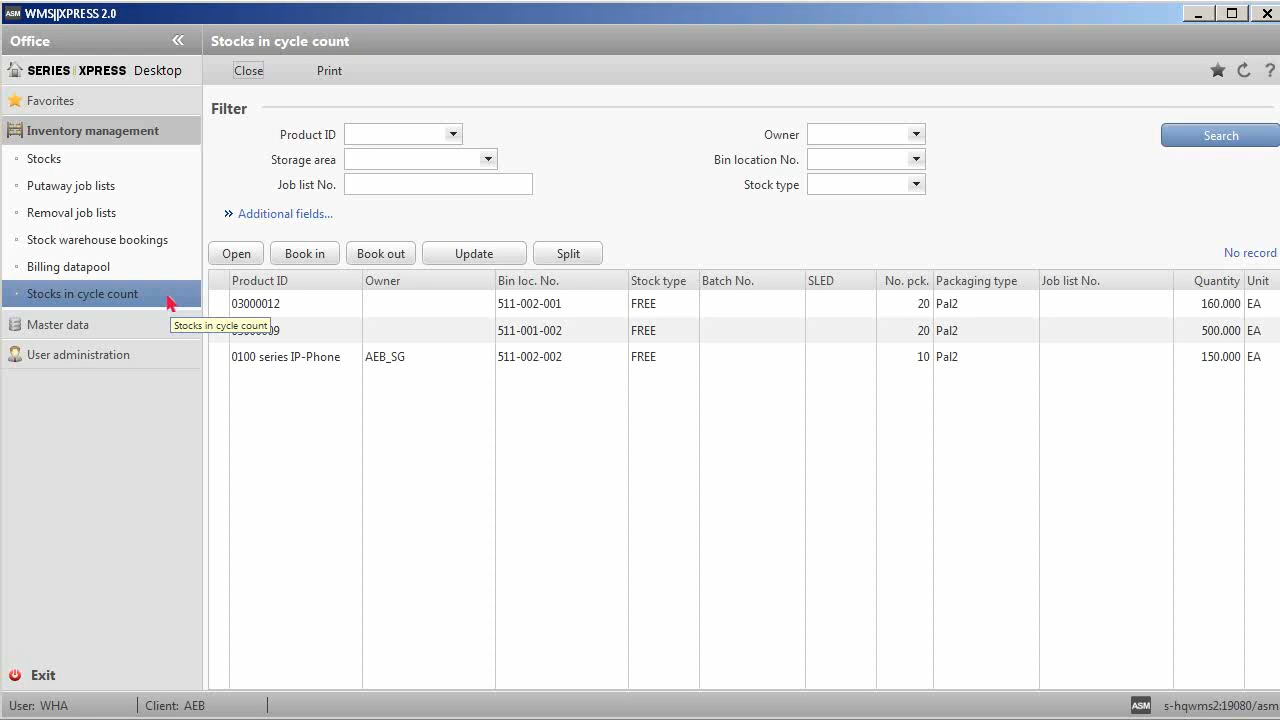 ASM WMS||XPRESS 2.0
Office
Stocks in cycle count
SERIES||XPRESS Desktop
Close
Print
?
Favorites
Filter
Inventory management
Product ID
Owner
Search
Stocks
Storage area
Bin location No.
Putaway job lists
Job list No.
Stock type
Removal job lists
» Additional fields...
Stock warehouse bookings
Open
Book in
Book out
Update
Split
No record
Billing datapool
Product ID Owner Bin loc. No. Stock type Batch No. SLED No. pck. Packaging type Job list No. Quantity Unit
Stocks in cycle count
03000012 511-002-001 FREE 20 Pal2 160.000 EA
Master data
Stocks in cycle count
511-001-002 FREE 20 Pal2 500.000 EA
User administration
0100 series IP-Phone AEB_SG 511-002-002 FREE 10 Pal2 150.000 EA
Exit
User: WHA
Client: AEB
ASM
s-hqwms2:19080/asm